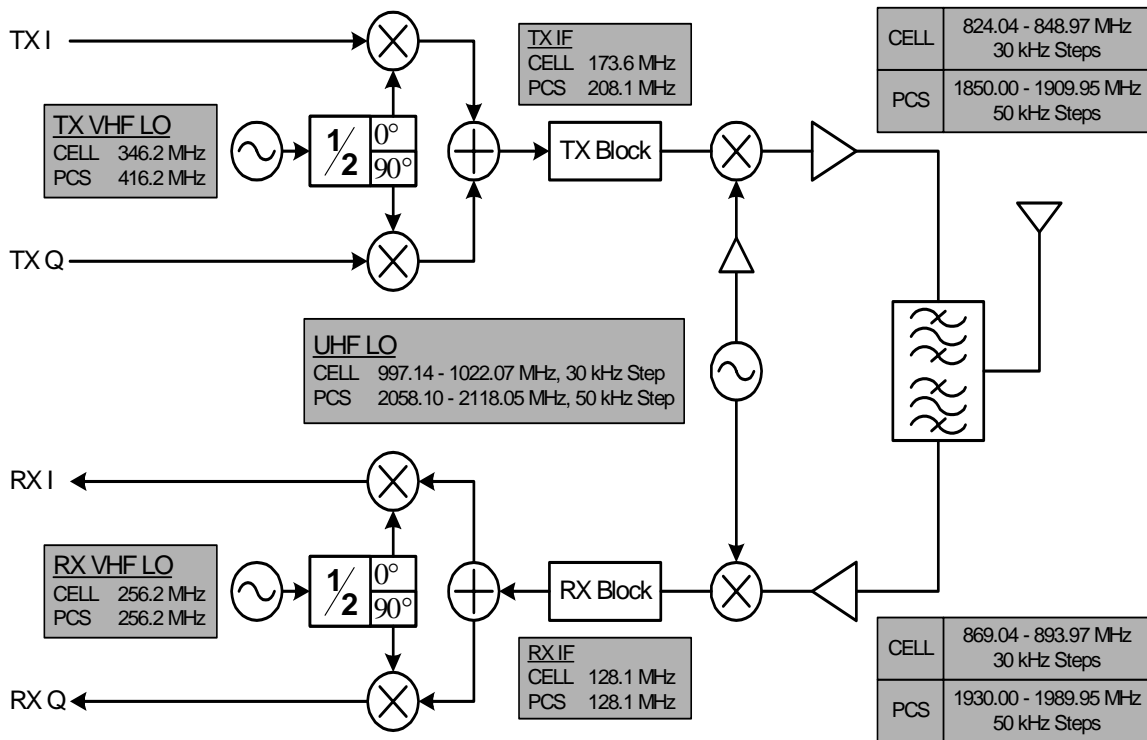 TX I
TX VHF LO
CELL 346.2 MHz
PCS 416.2 MHz
1/2
0°
90°
TX Q
TX IF
CELL 173.6 MHz
PCS 208.1 MHz
TX Block
CELL 824.04 - 848.97 MHz
30 kHz Steps
PCS 1850.00 - 1909.95 MHz
50 kHz Steps
UHF LO
CELL 997.14 - 1022.07 MHz, 30 kHz Step
PCS 2058.10 - 2118.05 MHz, 50 kHz Step
RX I
RX VHF LO
CELL 256.2 MHz
PCS 256.2 MHz
1/2
0°
90°
RX Q
RX Block
RX IF
CELL 128.1 MHz
PCS 128.1 MHz
CELL 869.04 - 893.97 MHz
30 kHz Steps
PCS 1930.00 - 1989.95 MHz
50 kHz Steps